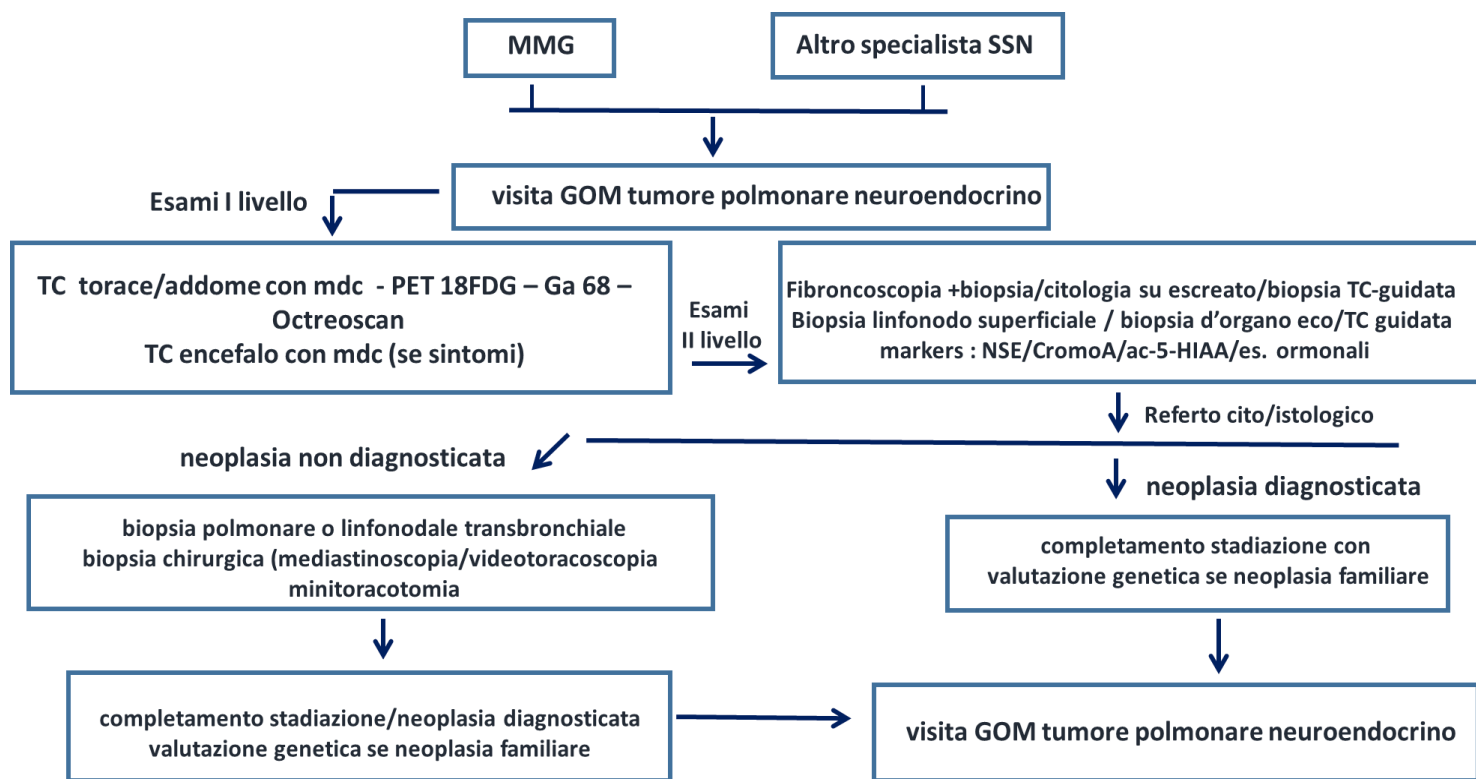 MMG
Altro specialista SSN
visita GOM tumore polmonare neuroendocrino
Esami I livello
TC torace/addome con mdc - PET 18FDG – Ga 68 –
Octreoscan
TC encefalo con mdc (se sintomi)
Esami
II livello
Fibroncoscopia +biopsia/citologia su escreato/biopsia TC-guidata
Biopsia linfonodo superficiale / biopsia d’organo eco/TC guidata
markers : NSE/CromoA/ac-5-HIAA/es. ormonali
Referto cito/istologico
neoplasia non diagnosticata
neoplasia diagnosticata
biopsia polmonare o linfonodale transbronchiale
biopsia chirurgica (mediastinoscopia/videotoracoscopia
minitoracotomia
completamento stadiazione con
valutazione genetica se neoplasia familiare
completamento stadiazione/neoplasia diagnosticata
valutazione genetica se neoplasia familiare
visita GOM tumore polmonare neuroendocrino